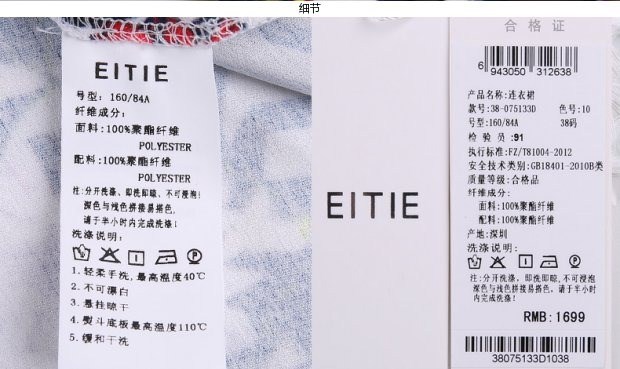 细节
EITIE
号型：160/84A
纤维成分：
面料：100%聚酯纤维
POLYESTER
配料：100%聚酯纤维
POLYESTER
注：分开洗涤、即洗即晾、不可浸泡！
深色与浅色拼接易搭色，
请于半小时内完成洗涤！
洗涤说明：
1.轻柔手洗,最高温度40℃
2.不可漂白
3.悬挂晾干
4.熨斗底板最高温度110℃
5.缓和干洗
EITIE
合格证
6 943050 312638
产品名称:连衣裙
款号:38-075133D 色号:10
号型:160/84A 38码
检验员:91
执行标准:FZ/T81004-2012
安全技术类别:GB18401-2010B类
质量等级:合格品
纤维成分:
面料:100%聚酯纤维
配料:100%聚酯纤维
产地:深圳
洗涤说明:
注:分开洗涤、即洗即晾、不可浸泡
深色与浅色拼接易搭色、请于半小时
内完成洗涤!
RMB:1699
38075133D1038